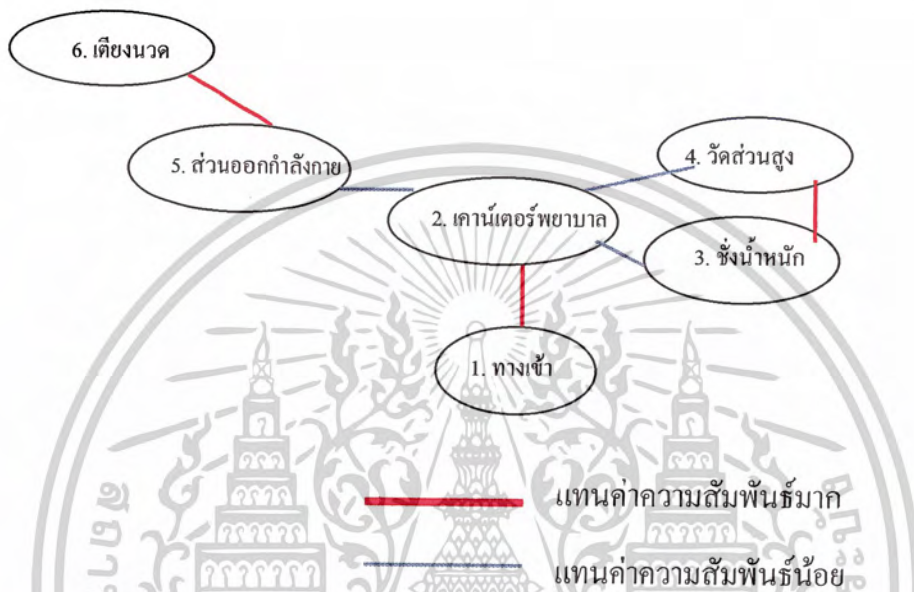 6. เตียงนวด
5. ส่วนออกกำลังกาย
4. วัดส่วนสูง
2. เคาน์เตอร์พยาบาล
3. ชั่งน้ำหนัก
1. ทางเข้า
แทนค่าความสัมพันธ์มาก
แทนค่าความสัมพันธ์น้อย